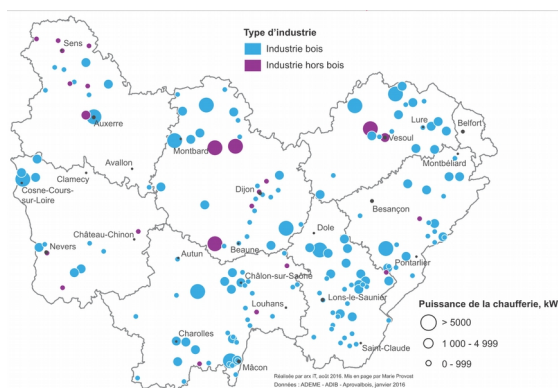 Type d'industrie
Industrie bois
Industrie hors bois
Sens
Auxerre
Avallon
Clamecy
Cosne-Cours-
sur-Loire
Nevers
Château-Chinon
Montbard
Dijon
Beaune
Autun
Châlon-sur-Saône
Louhans
Charolles
Mâcon
Vesoul
Lure
Belfort
Montbéliard
Besançon
Dole
Pontarlier
Lons-le-Saunier
Saint-Claude
Puissance de la chaufferie, kW
> 5000
1 000 - 4 999
0 - 999
Réalisée par arx iT, août 2016. Mis en page par Marie Provost
Données : ADEME - ADIB - Aprovalbois, janvier 2016